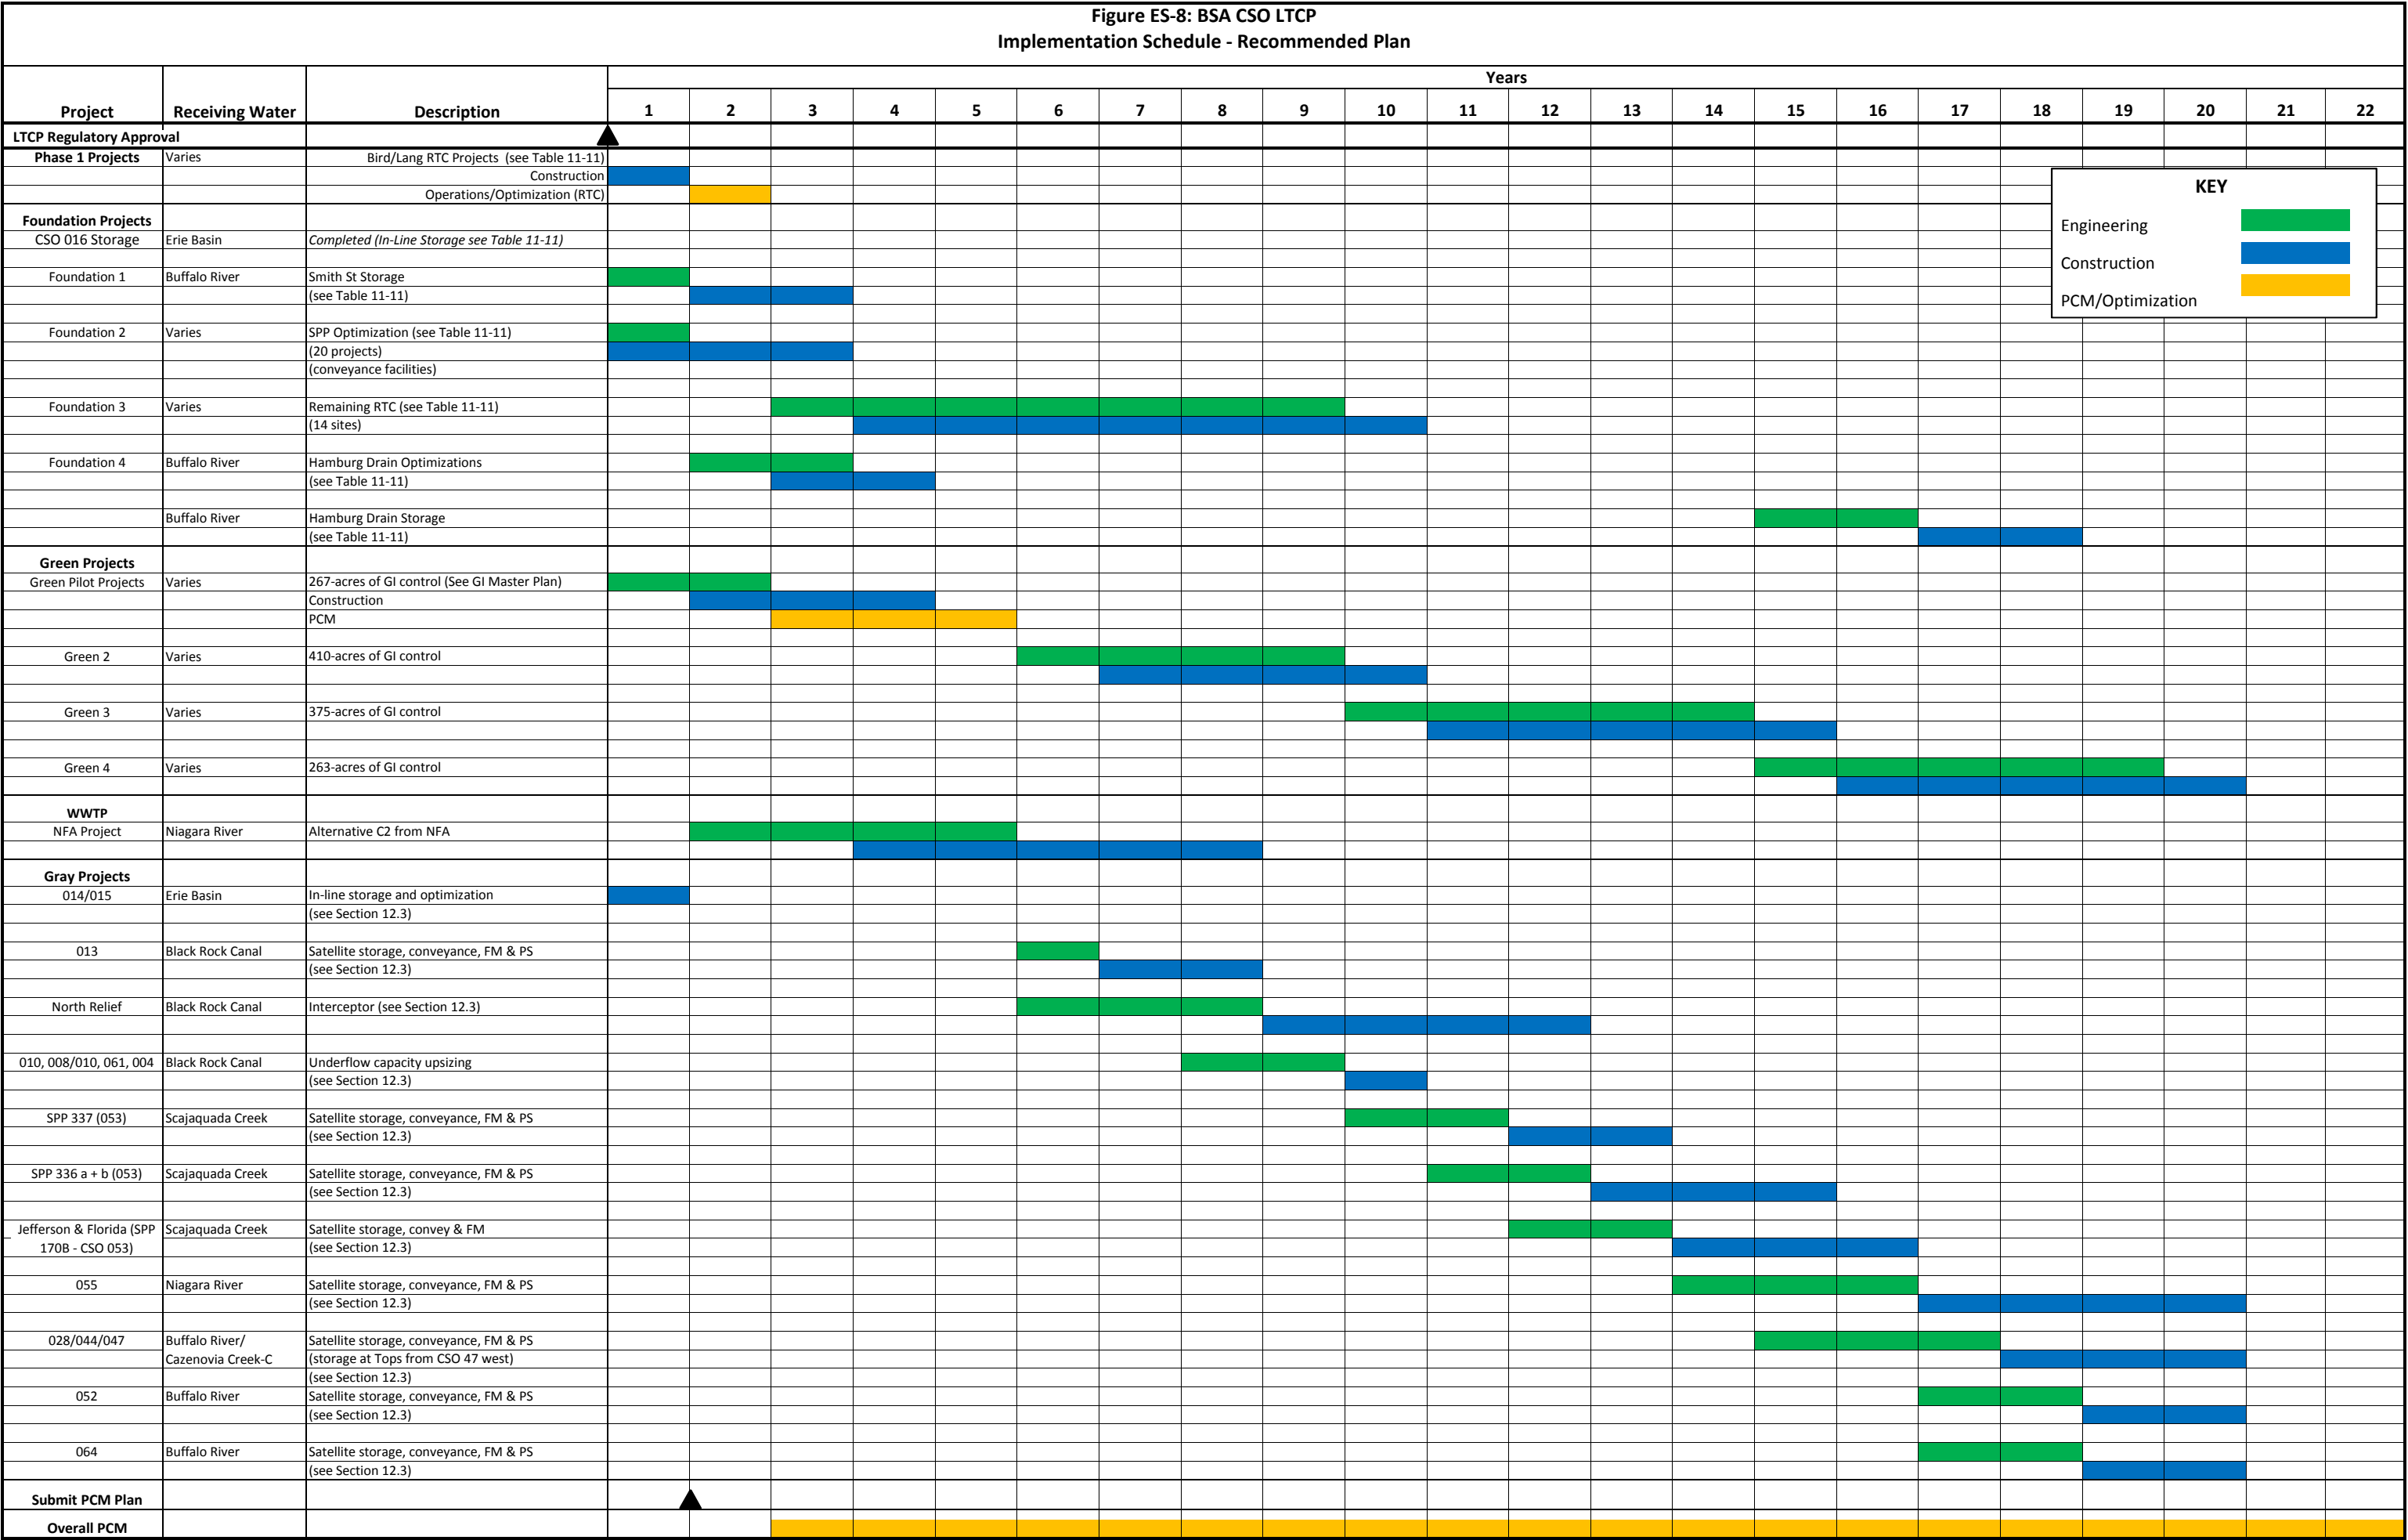 Figure ES-8: BSA CSO LTCP
Implementation Schedule - Recommended Plan
Years
Project Receiving Water Description 1 2 3 4 5 6 7 8 9 10 11 12 13 14 15 16 17 18 19 20 21 22
LTCP Regulatory Approval
Phase 1 Projects Varies Bird/Lang RTC Projects (see Table 11-11)
Construction
Operations/Optimization (RTC)
KEY
Engineering
Construction
PCM/Optimization
Foundation Projects
CSO 016 Storage Erie Basin Completed (In-Line Storage see Table 11-11)
Foundation 1 Buffalo River Smith St Storage
(see Table 11-11)
Foundation 2 Varies SPP Optimization (see Table 11-11)
(20 projects)
(conveyance facilities)
Foundation 3 Varies Remaining RTC (see Table 11-11)
(14 sites)
Foundation 4 Buffalo River Hamburg Drain Optimizations
(see Table 11-11)
Buffalo River Hamburg Drain Storage
(see Table 11-11)
Green Projects
Green Pilot Projects Varies 267-acres of GI control (See GI Master Plan)
Construction
PCM
Green 2 Varies 410-acres of GI control
Green 3 Varies 375-acres of GI control
Green 4 Varies 263-acres of GI control
WWTP
NFA Project Niagara River Alternative C2 from NFA
Gray Projects
014/015 Erie Basin In-line storage and optimization
(see Section 12.3)
013 Black Rock Canal Satellite storage, conveyance, FM & PS
(see Section 12.3)
North Relief Black Rock Canal Interceptor (see Section 12.3)
010, 008/010, 061, 004 Black Rock Canal Underflow capacity upsizing
(see Section 12.3)
SPP 337 (053) Scajaquada Creek Satellite storage, conveyance, FM & PS
(see Section 12.3)
SPP 336 a + b (053) Scajaquada Creek Satellite storage, conveyance, FM & PS
(see Section 12.3)
Jefferson & Florida (SPP Scajaquada Creek Satellite storage, convey & FM
170B - CSO 053) (see Section 12.3)
055 Niagara River Satellite storage, conveyance, FM & PS
(see Section 12.3)
028/044/047 Buffalo River/ Satellite storage, conveyance, FM & PS
Cazenovia Creek-C (storage at Tops from CSO 47 west)
(see Section 12.3)
052 Buffalo River Satellite storage, conveyance, FM & PS
(see Section 12.3)
064 Buffalo River Satellite storage, conveyance, FM & PS
(see Section 12.3)
Submit PCM Plan
Overall PCM